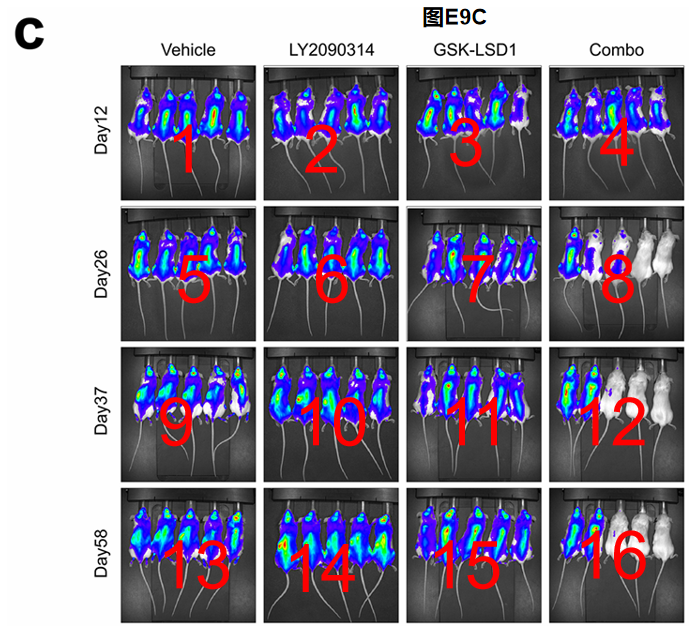 图E9C
C
Vehicle LY2090314 GSK-LSD1 Combo
Day12 1 2 3 4
Day26 5 6 7 8
Day37 9 10 11 12
Day58 13 14 15 16